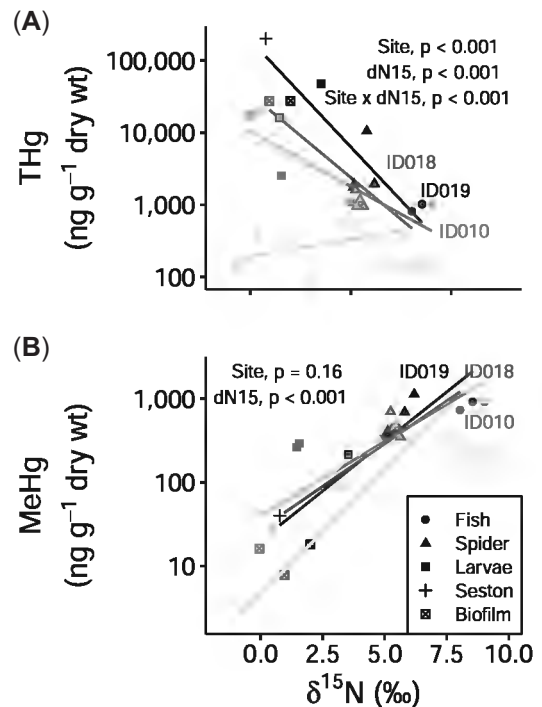 (A)
100,000
10,000
1,000
100
THg
(ng g⁻¹ dry wt)
Site, p < 0.001
dN15, p < 0.001
Site x dN15, p < 0.001
ID018
ID019
ID010
(B)
1,000
100
10
MeHg
(ng g⁻¹ dry wt)
Site, p = 0.16
dN15, p < 0.001
ID019
ID018
ID010
Fish
Spider
Larvae
Seston
Biofilm
0.0 2.5 5.0 7.5 10.0
δ¹⁵N (‰)